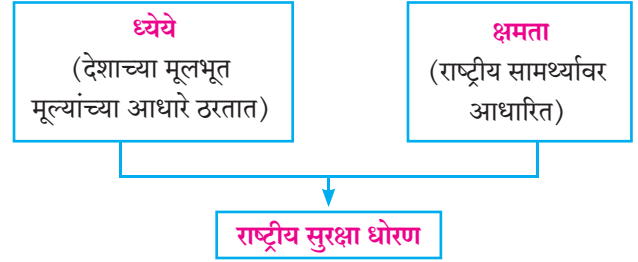 ध्येये
(देशाच्या मूलभूत
मूल्यांच्या आधारे ठरतात)
क्षमता
(राष्ट्रीय सामर्थ्यावर
आधारित)
राष्ट्रीय सुरक्षा धोरण